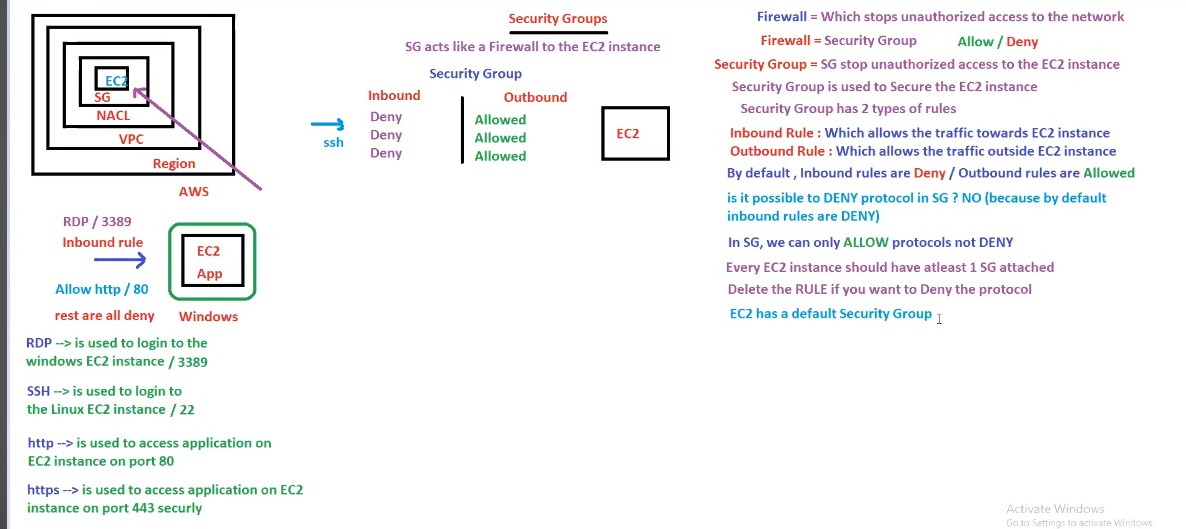 EC2
SG
NACL
VPC
Region
AWS
RDP / 3389
Inbound rule
Allow http / 80
rest are all deny
EC2
App
Windows
RDP --> is used to login to the
windows EC2 instance / 3389
SSH --> is used to login to
the Linux EC2 instance / 22
http --> is used to access application on
EC2 instance on port 80
https --> is used to access application on EC2
instance on port 443 securly
Security Groups
SG acts like a Firewall to the EC2 instance
Security Group
Inbound
Outbound
ssh
Deny
Allowed
Deny
Allowed
Deny
Allowed
EC2
Firewall = Which stops unauthorized access to the network
Firewall = Security Group Allow / Deny
Security Group = SG stop unauthorized access to the EC2 instance
Security Group is used to Secure the EC2 instance
Security Group has 2 types of rules
Inbound Rule : Which allows the traffic towards EC2 instance
Outbound Rule : Which allows the traffic outside EC2 instance
By default , Inbound rules are Deny / Outbound rules are Allowed
is it possible to DENY protocol in SG ? NO (because by default
inbound rules are DENY)
In SG, we can only ALLOW protocols not DENY
Every EC2 instance should have atleast 1 SG attached
Delete the RULE if you want to Deny the protocol
EC2 has a default Security Group
Activate Windows
Go to Settings to activate Windows.